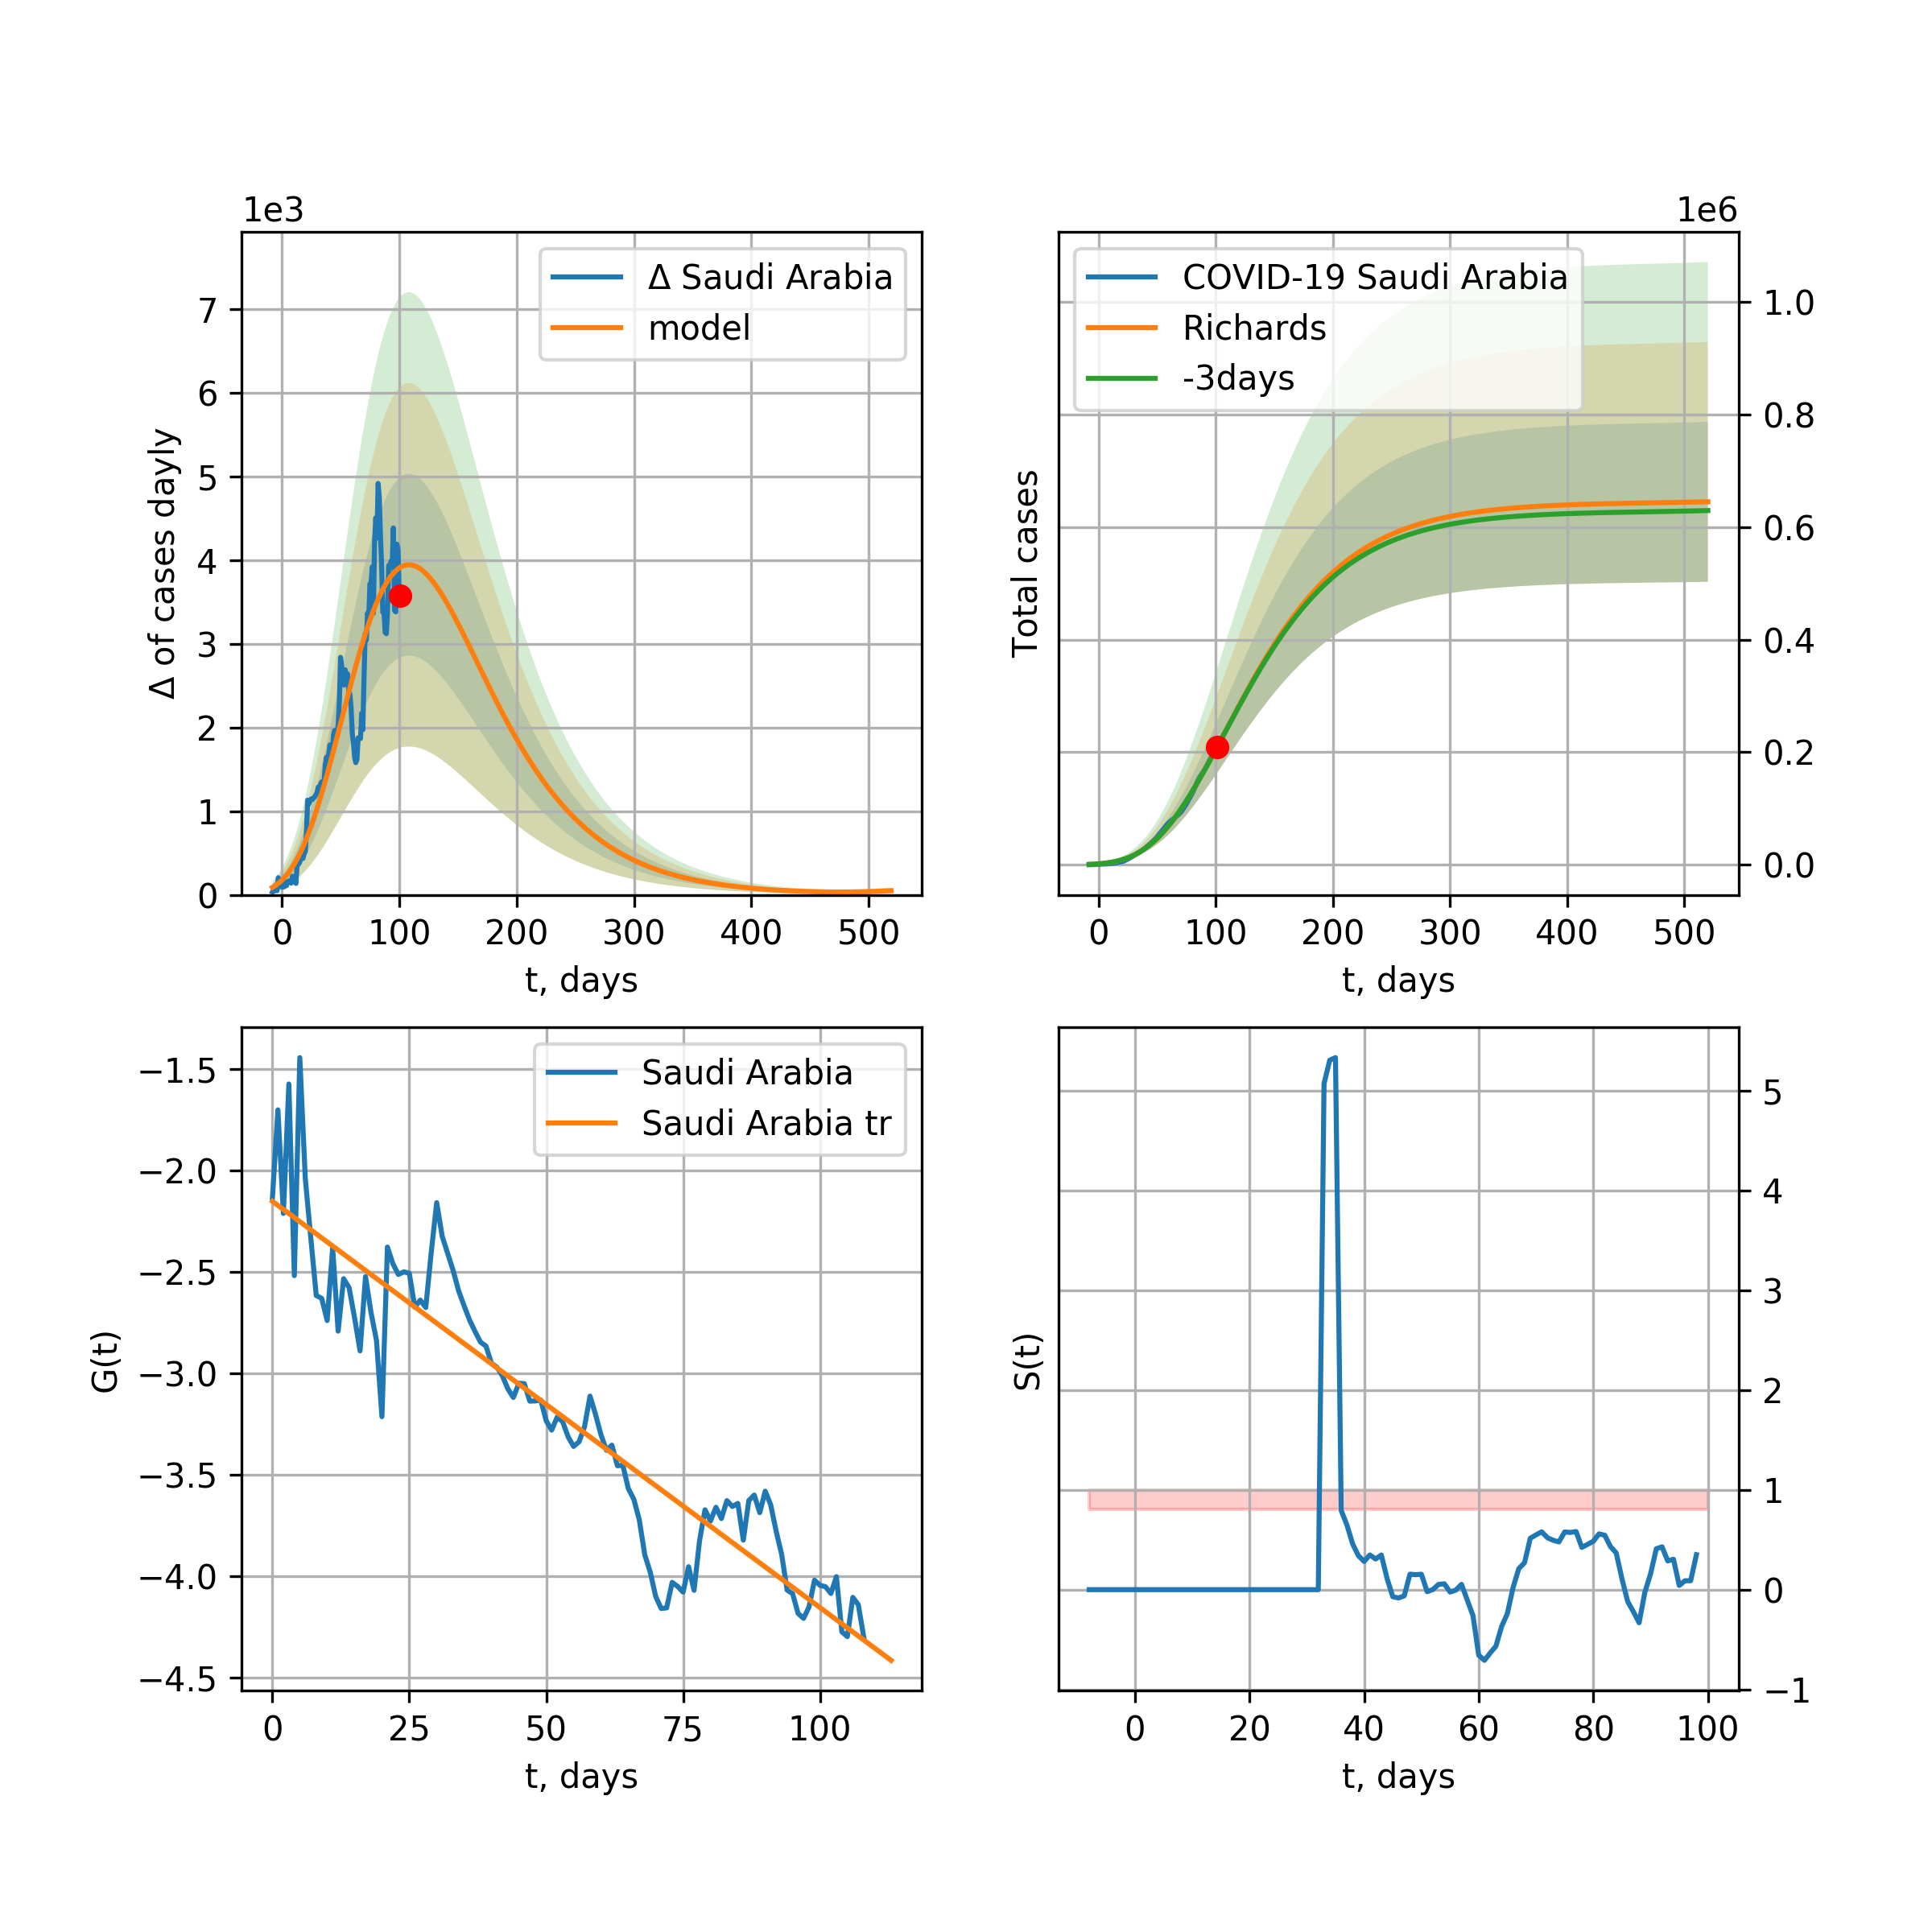 1e3
Δ of cases dayly
7
6
5
4
3
2
1
0
0 100 200 300 400 500
t, days
Δ Saudi Arabia
model
1e6
Total cases
1.0
0.8
0.6
0.4
0.2
0.0
0 100 200 300 400 500
t, days
COVID-19 Saudi Arabia
Richards
-3days
G(t)
−1.5
−2.0
−2.5
−3.0
−3.5
−4.0
−4.5
0 25 50 75 100
t, days
Saudi Arabia
Saudi Arabia tr
S(t)
5
4
3
2
1
0
−1
0 20 40 60 80 100
t, days